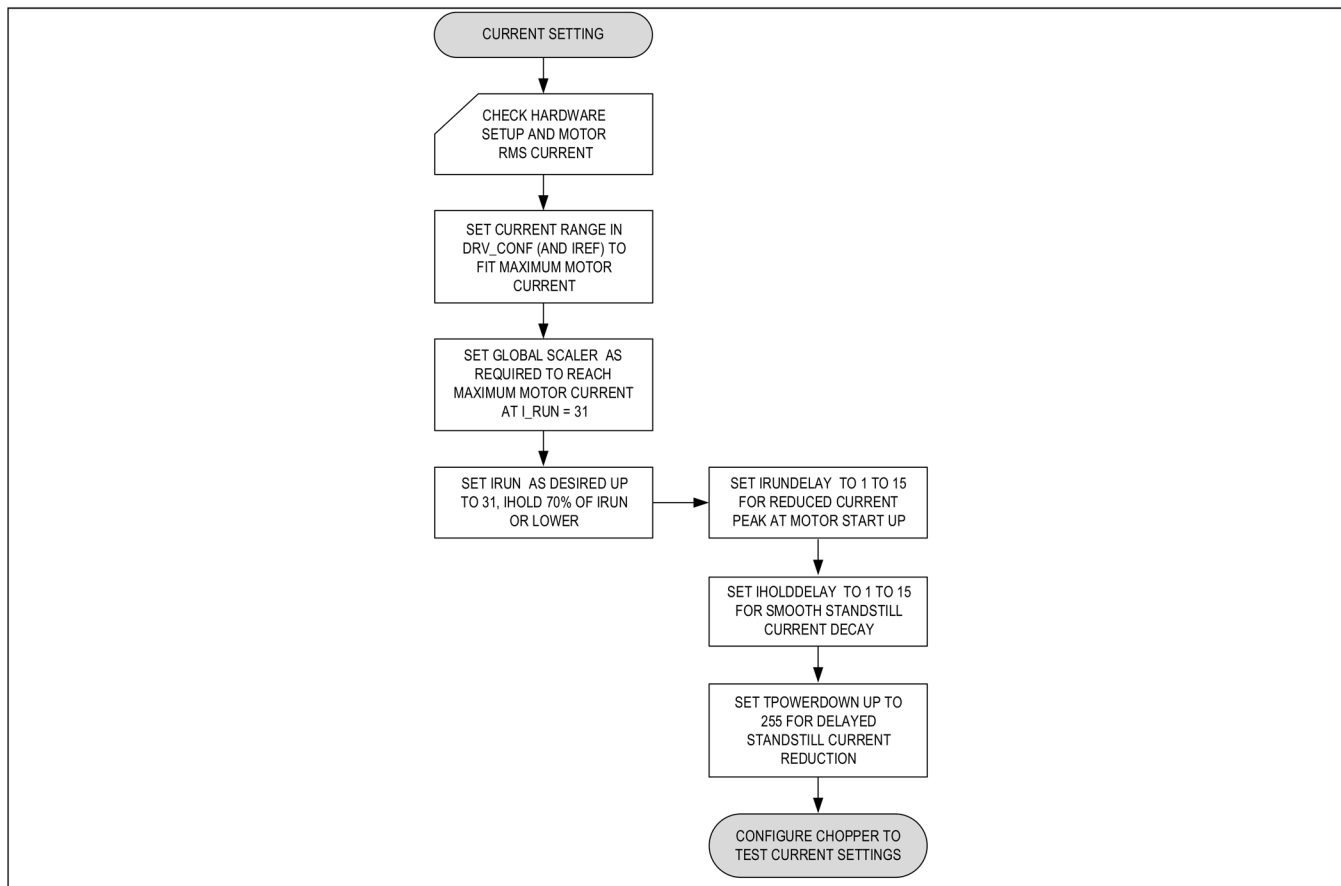 CURRENT SETTING
CHECK HARDWARE
SETUP AND MOTOR
RMS CURRENT
SET CURRENT RANGE IN
DRV_CONF (AND IREF) TO
FIT MAXIMUM MOTOR
CURRENT
SET GLOBAL SCALER AS
REQUIRED TO REACH
MAXIMUM MOTOR CURRENT
AT I_RUN = 31
SET IRUN AS DESIRED UP
TO 31, IHOLD 70% OF IRUN
OR LOWER
SET IRUNDELAY TO 1 TO 15
FOR REDUCED CURRENT
PEAK AT MOTOR START UP
SET IHOLDDELAY TO 1 TO 15
FOR SMOOTH STANDSTILL
CURRENT DECAY
SET TPOWERDOWN UP TO
255 FOR DELAYED
STANDSTILL CURRENT
REDUCTION
CONFIGURE CHOPPER TO
TEST CURRENT SETTINGS